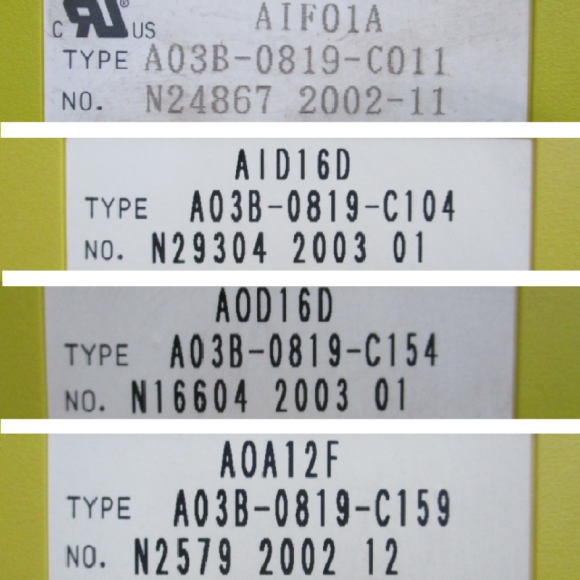 c RU US
AIF01A
TYPE A03B-0819-C011
NO. N24867 2002-11
AID16D
TYPE A03B-0819-C104
NO. N29304 2003 01
AOD16D
TYPE A03B-0819-C154
NO. N16604 2003 01
AOA12F
TYPE A03B-0819-C159
NO. N2579 2002 12